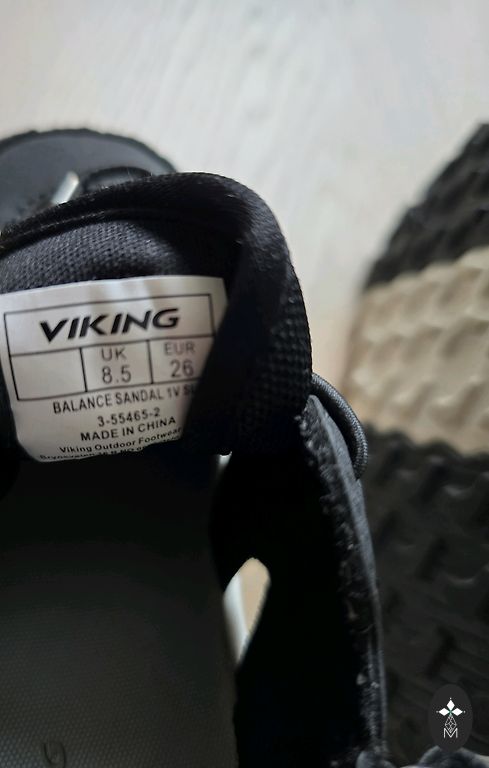 VIKING
UK EUR
8.5 26
BALANCE SANDAL 1V
3-55465-2
MADE IN CHINA
Viking Outdoor Footwear
M